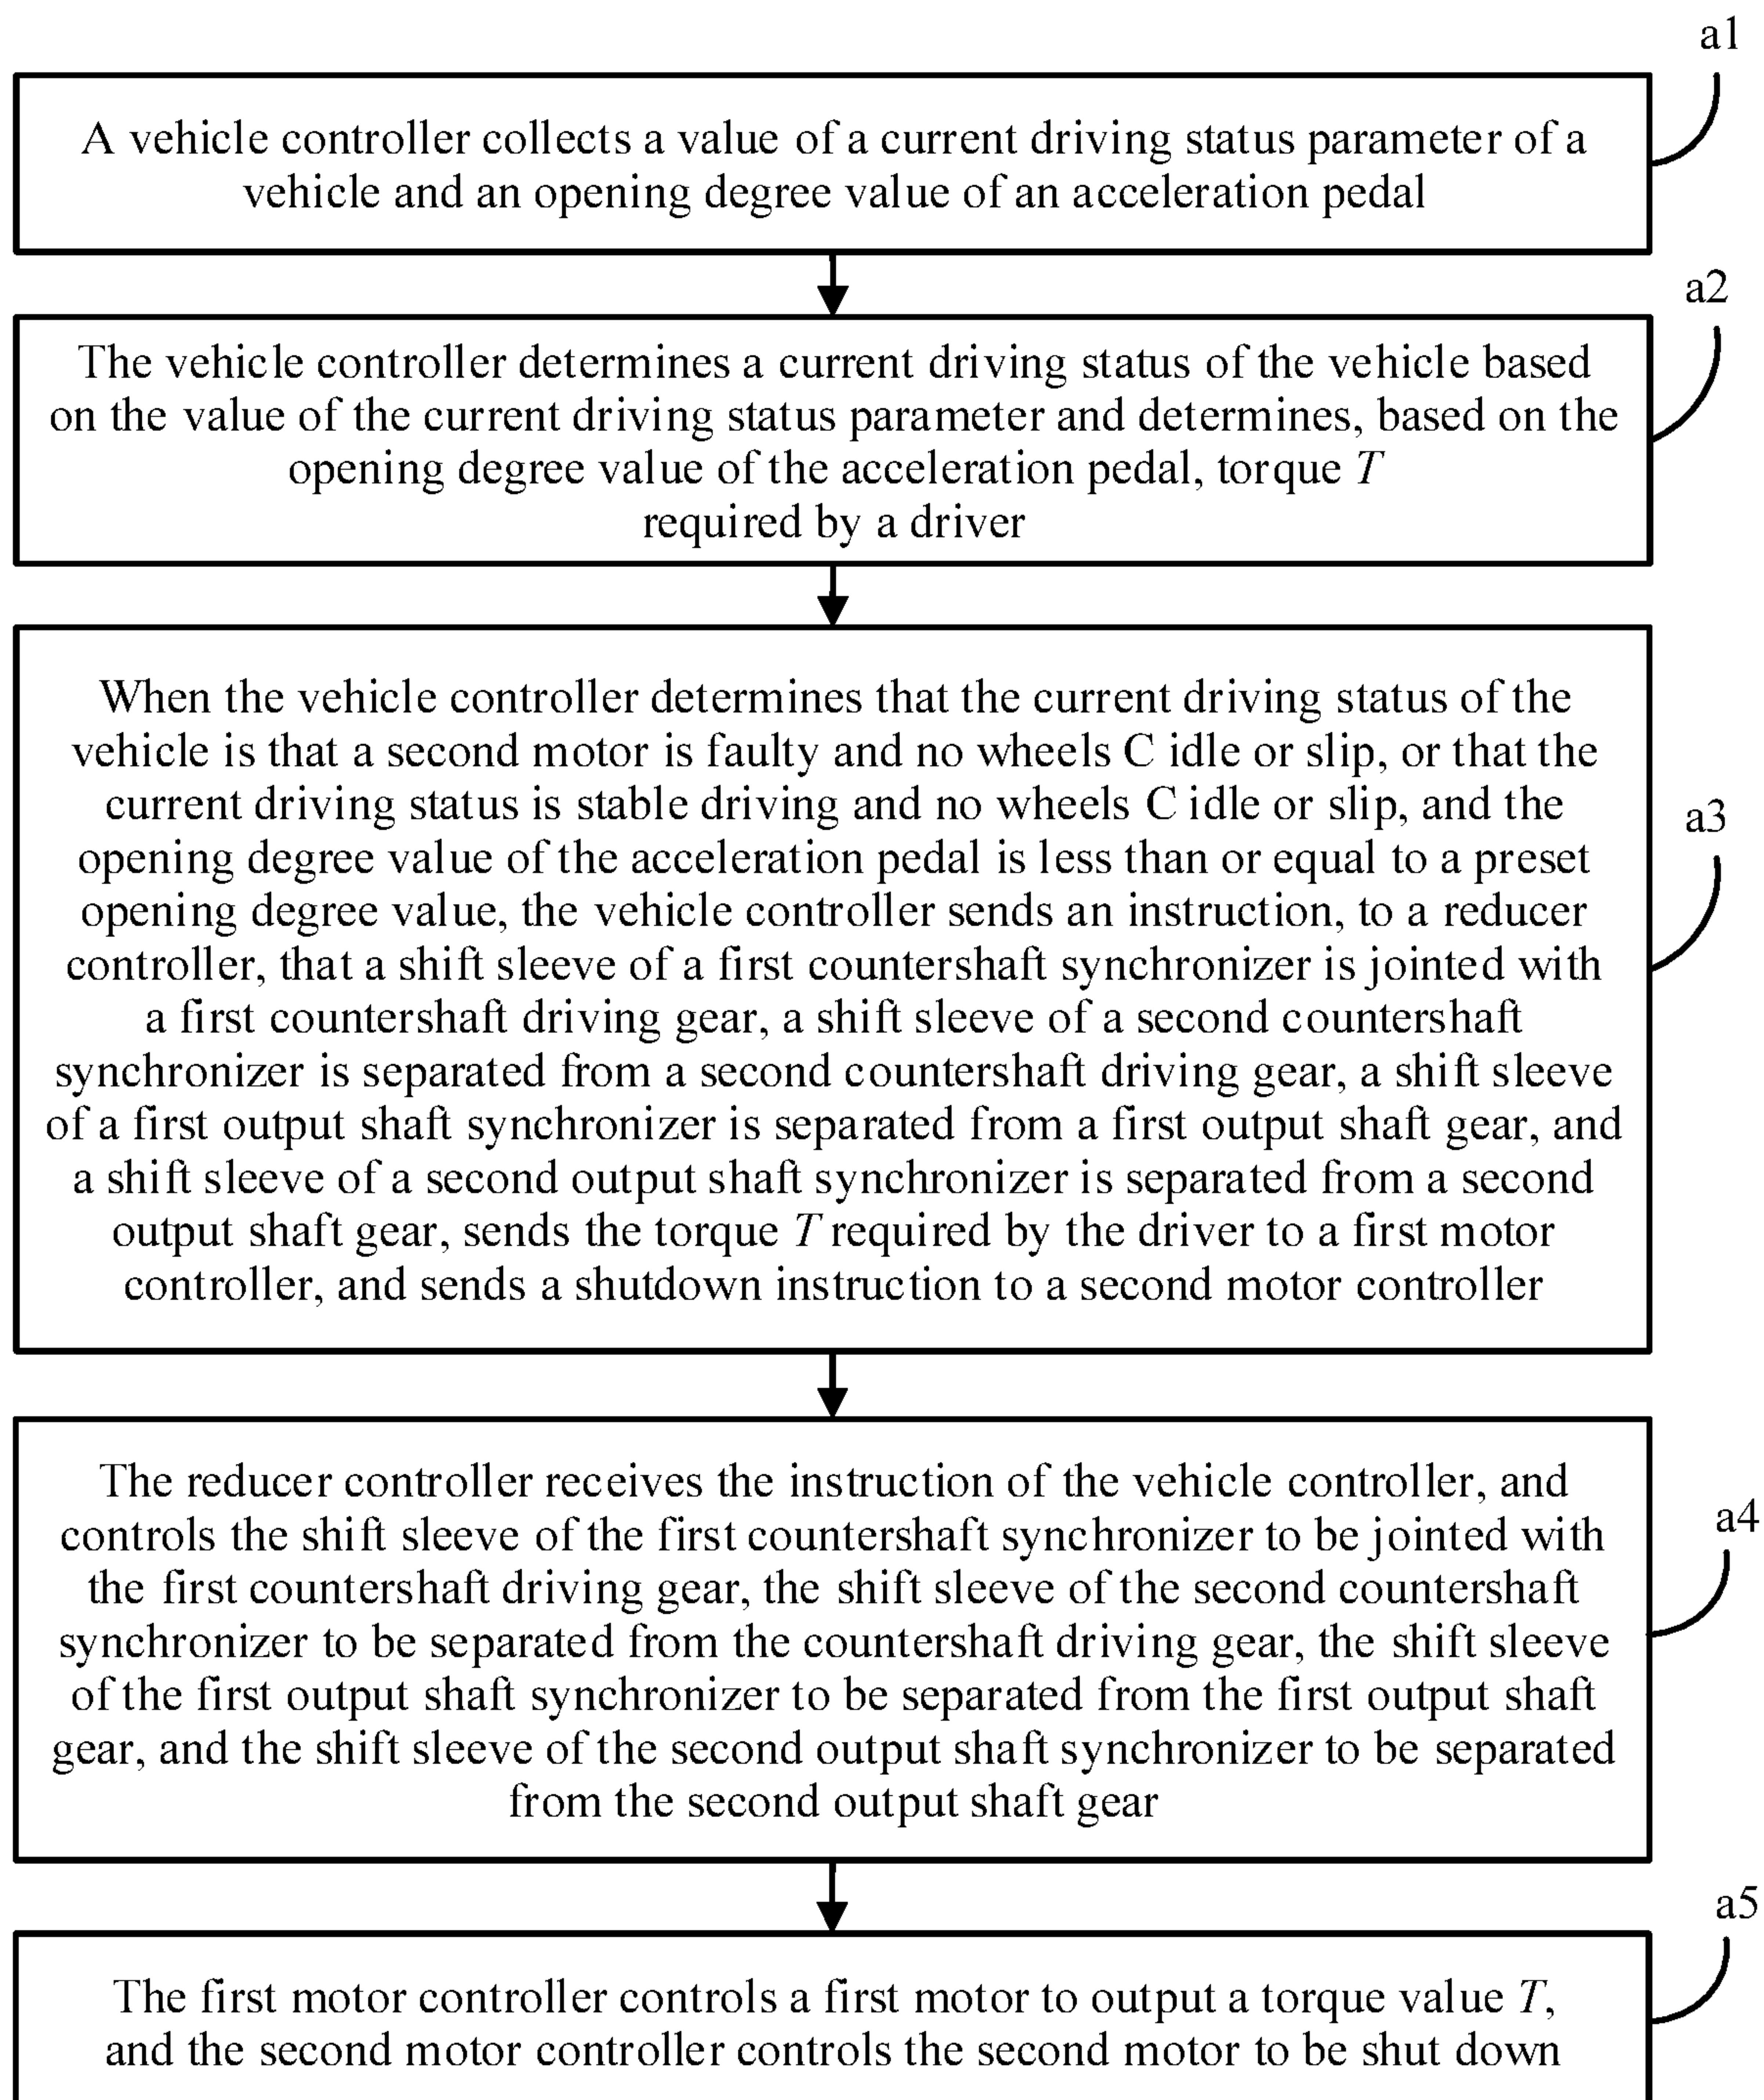 a1
A vehicle controller collects a value of a current driving status parameter of a
vehicle and an opening degree value of an acceleration pedal
a2
The vehicle controller determines a current driving status of the vehicle based
on the value of the current driving status parameter and determines, based on the
opening degree value of the acceleration pedal, torque T
required by a driver
When the vehicle controller determines that the current driving status of the
vehicle is that a second motor is faulty and no wheels C idle or slip, or that the
current driving status is stable driving and no wheels C idle or slip, and the
opening degree value of the acceleration pedal is less than or equal to a preset
opening degree value, the vehicle controller sends an instruction, to a reducer
controller, that a shift sleeve of a first countershaft synchronizer is jointed with
a first countershaft driving gear, a shift sleeve of a second countershaft
synchronizer is separated from a second countershaft driving gear, a shift sleeve
of a first output shaft synchronizer is separated from a first output shaft gear, and
a shift sleeve of a second output shaft synchronizer is separated from a second
output shaft gear, sends the torque T required by the driver to a first motor
controller, and sends a shutdown instruction to a second motor controller
a3
The reducer controller receives the instruction of the vehicle controller, and
controls the shift sleeve of the first countershaft synchronizer to be jointed with
the first countershaft driving gear, the shift sleeve of the second countershaft
synchronizer to be separated from the countershaft driving gear, the shift sleeve
of the first output shaft synchronizer to be separated from the first output shaft
gear, and the shift sleeve of the second output shaft synchronizer to be separated
from the second output shaft gear
a4
a5
The first motor controller controls a first motor to output a torque value T,
and the second motor controller controls the second motor to be shut down